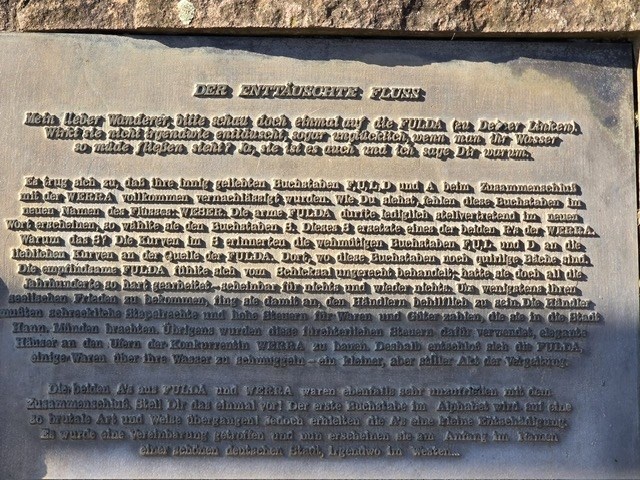 DER ENTTÄUSCHTE FLUSS
Mein lieber Wanderer, bitte schau doch einmal auf die FULDA (zu Deiner Linken).
Wirkt sie nicht irgendwie enttäuscht, sogar unglücklich, wenn man ihr Wasser
so müde fließen sieht? Jo, sie ist es auch und ich sage Dir warum.
Es trug sich zu, daß ihre innig geliebten Buchstaben F,U,L,D und A beim Zusammenschluß
mit der WERRA vollkommen vernachlässigt wurden. Wie Du siehst, fehlen diese Buchstaben im
neuen Namen des Flusses: WESER. Die arme FULDA durfte lediglich stellvertretend im neuen
Wort erscheinen, so wählte sie den Buchstaben S. Dieses S ersetzte eines der beiden R's der WERRA.
Warum das S? Die Kurven im S erinnerten die wehmütigen Buchstaben F,U,L und D an die
lieblichen Kurven an der Quelle der FULDA. Dort, wo diese Buchstaben noch quirlige Bäche sind.
Die empfindsame FULDA fühlte sich vom Schicksal ungerecht behandelt; hatte sie doch all die
Jahrhunderte so hart gearbeitet - scheinbar für nichts und wieder nichts. Um wenigstens ihren
seelischen Frieden zu bekommen, fing sie damit an, den Händlern behilflich zu sein. Die Händler
mußten schreckliche Stapelrechte und hohe Steuern für Waren und Güter zahlen, die sie in die Stadt
Hann. Münden brachten. Übrigens wurden diese fürchterlichen Steuern dafür verwendet, elegante
Häuser an den Ufern der Konkurrentin WERRA zu bauen. Deshalb entschloß sich die FULDA,
einige Waren über ihre Wasser zu schmuggeln - ein kleiner, aber stiller Akt der Vergeltung.
Die beiden A's aus FULDA und WERRA waren ebenfalls sehr unzufrieden mit dem
Zusammenschluß. Stell Dir das einmal vor! Der erste Buchstabe im Alphabet wird auf eine
so brutale Art und Weise übergangen! Jedoch erhielten die A's eine kleine Entschädigung:
Es wurde eine Vereinbarung getroffen und nun erscheinen sie am Anfang im Namen
einer schönen deutschen Stadt, irgendwo im Westen...